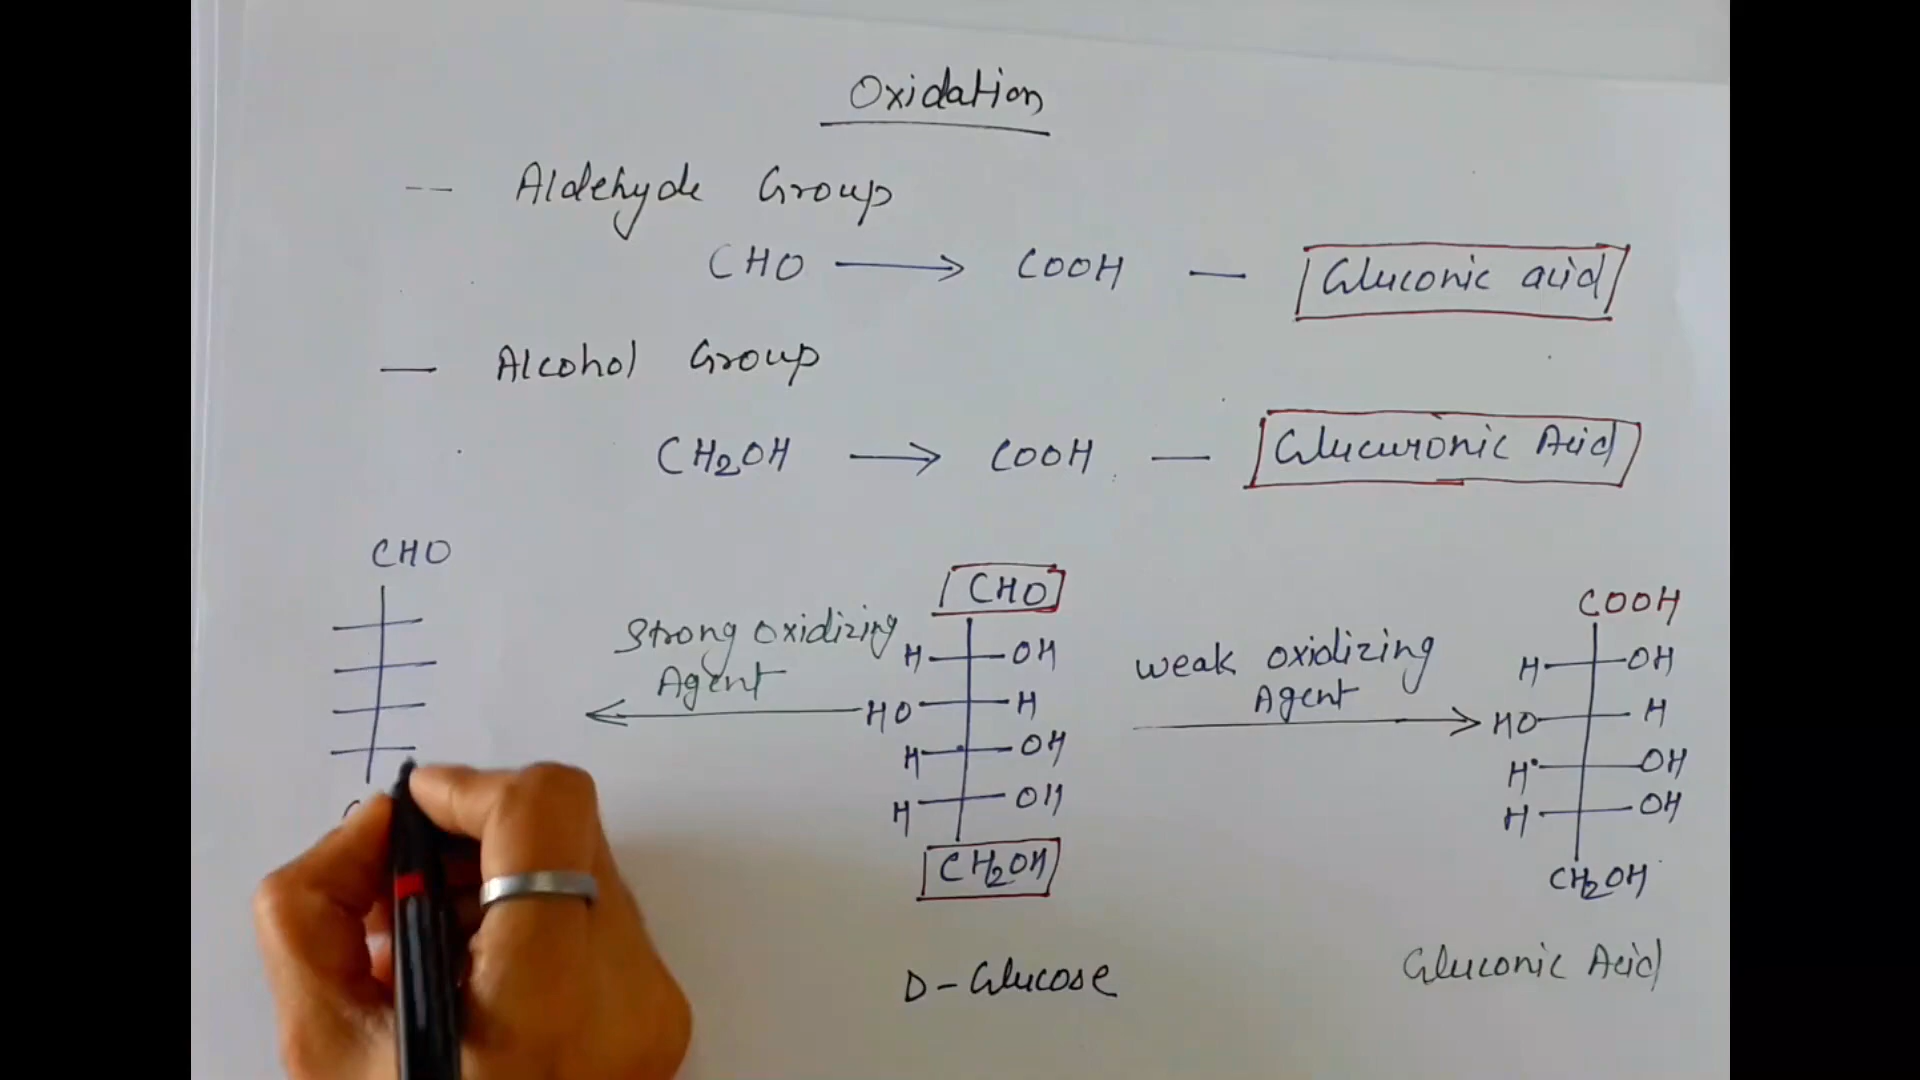 Oxidation
-- Aldehyde Group
CHO → COOH — Gluconic acid
— Alcohol Group
CH2OH → COOH — Glucuronic Acid
CHO
Strong oxidizing
Agent
CHO
H OH
HO H
H OH
H OH
CH2OH
D-Glucose
weak oxidizing
Agent
COOH
H OH
HO H
H OH
H OH
CH2OH
Gluconic Acid